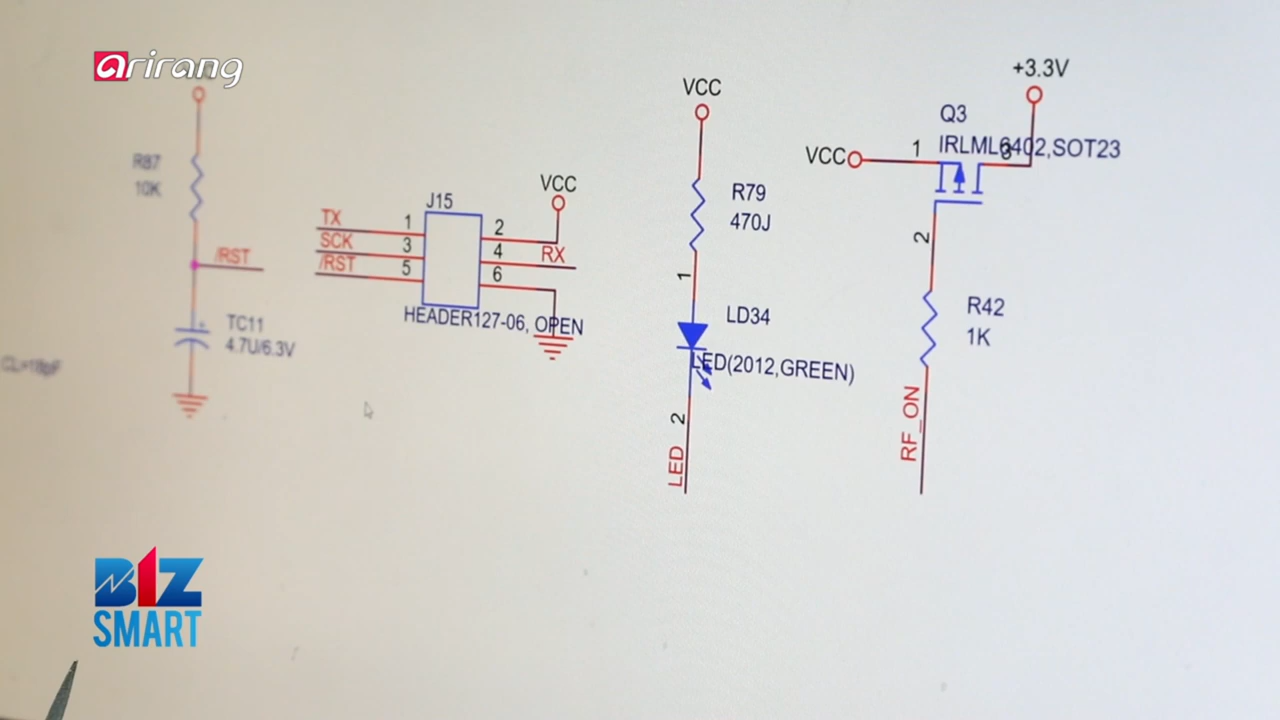 arirang
R87
10K
/RST
TC11
4.7U/6.3V
TX
SCK
/RST
1
3
5
J15
2
4
6
VCC
RX
HEADER127-06, OPEN
VCC
R79
470J
1
LD34
LED(2012,GREEN)
2
LED
+3.3V
Q3
IRLML6402,SOT23
VCC
1
3
2
R42
1K
RF_ON
B1Z
SMART